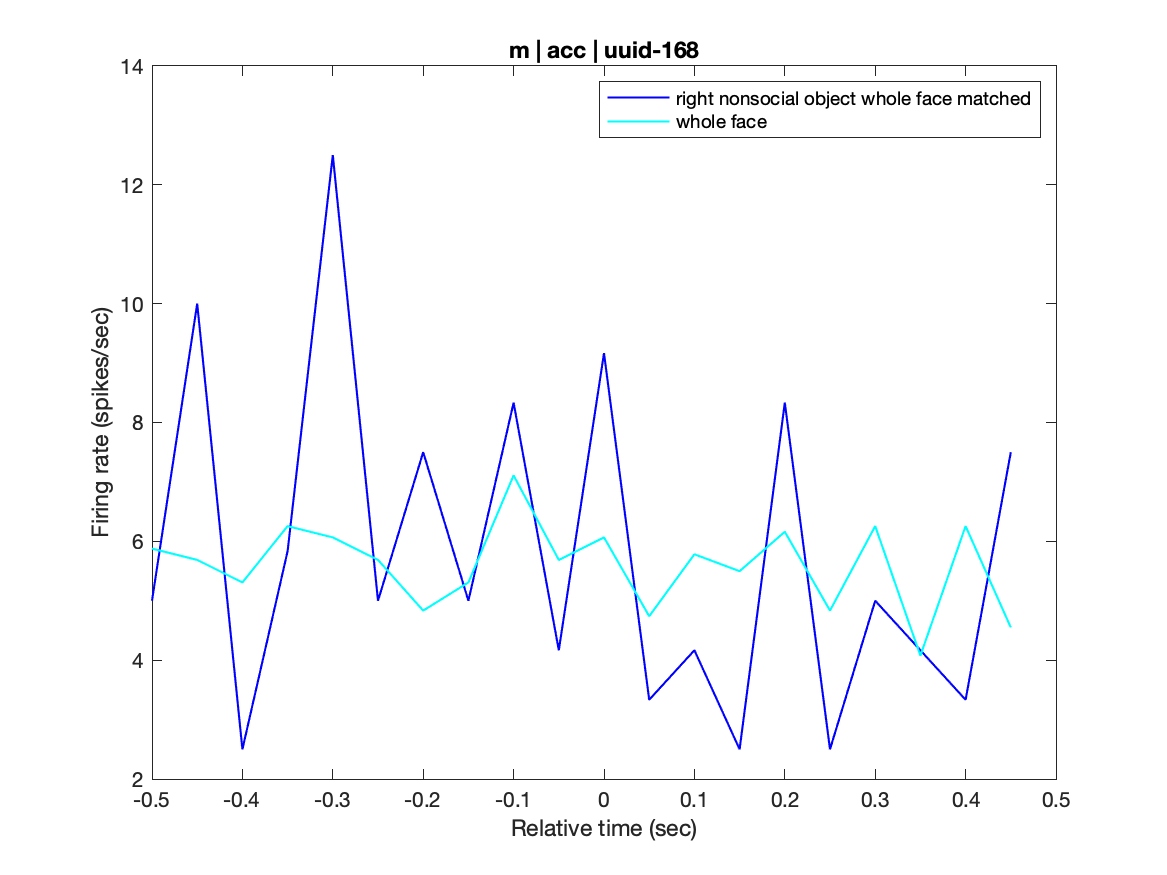 m | acc | uuid-168
right nonsocial object whole face matched
whole face
14
12
10
8
6
4
2
Firing rate (spikes/sec)
-0.5 -0.4 -0.3 -0.2 -0.1 0 0.1 0.2 0.3 0.4 0.5
Relative time (sec)